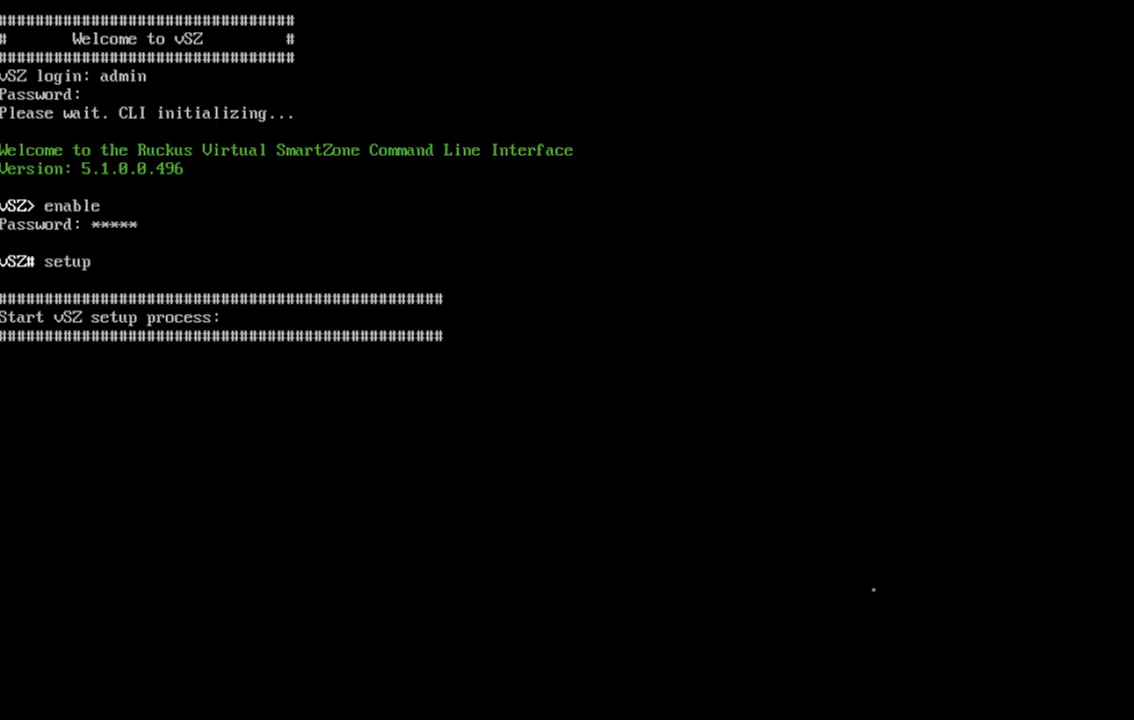 ################################
#       Welcome to vSZ         #
################################
vSZ login: admin
Password:
Please wait. CLI initializing...
Welcome to the Ruckus Virtual SmartZone Command Line Interface
Version: 5.1.0.0.496
vSZ> enable
Password: *****
vSZ# setup
################################################
Start vSZ setup process:
################################################